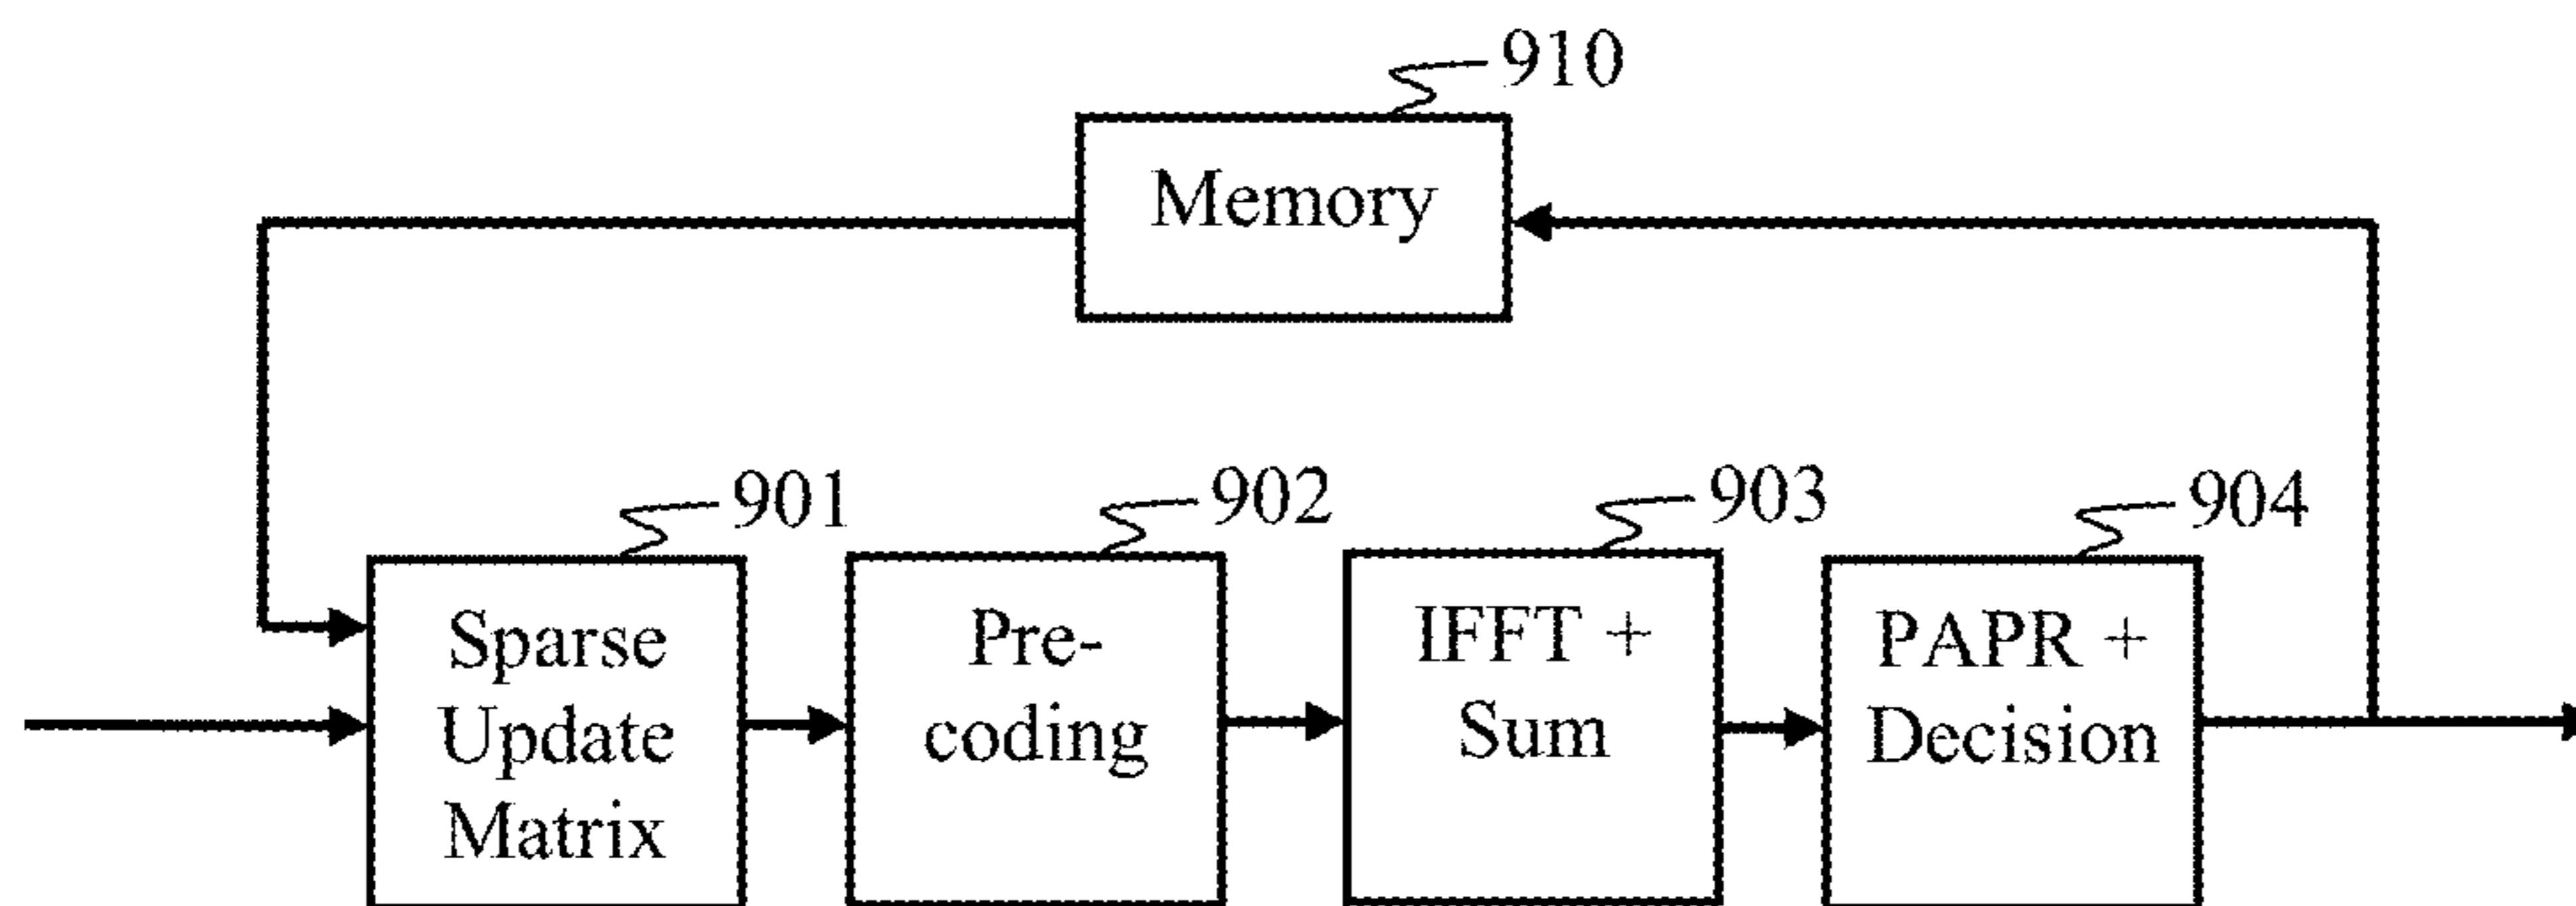 910
Memory
901
902
903
904
Sparse
Update
Matrix
Pre-
coding
IFFT +
Sum
PAPR +
Decision